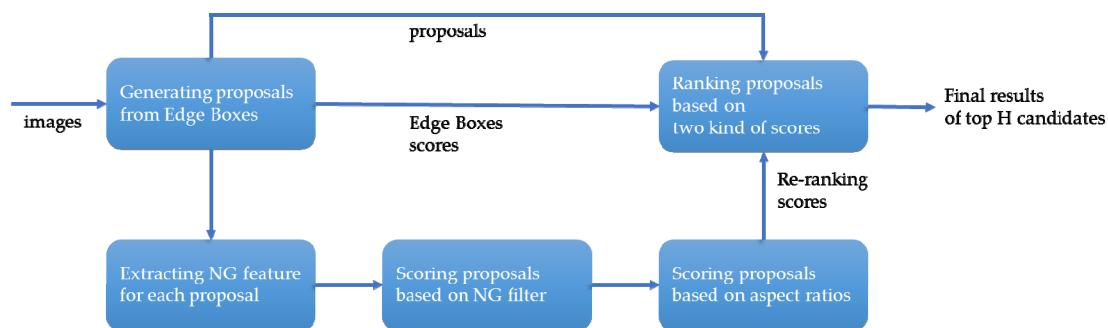 proposals
Generating proposals
from Edge Boxes
Ranking proposals
based on
two kind of scores
images
Edge Boxes
scores
Final results
of top H candidates
Re-ranking
scores
Extracting NG feature
for each proposal
Scoring proposals
based on NG filter
Scoring proposals
based on aspect ratios